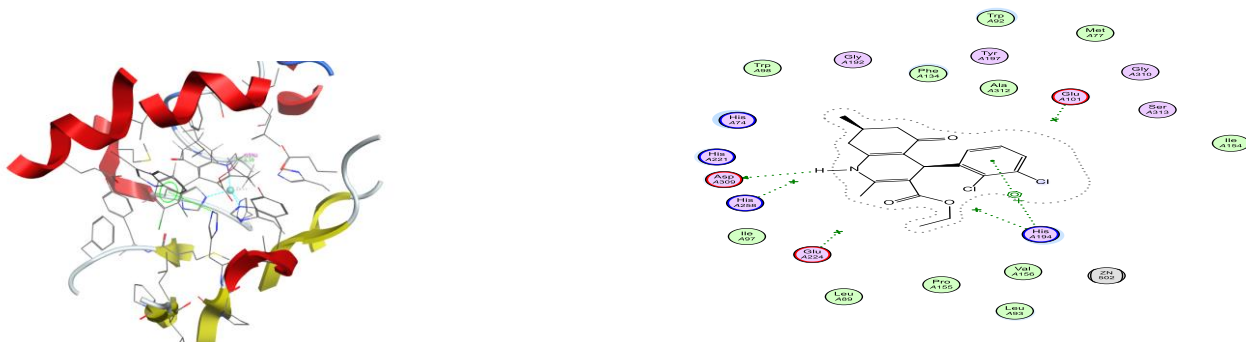 Trp
A92
Met
A77
Gly
A192
Tyr
A197
Trp
A98
Phe
A134
Gly
A310
Ala
A312
Glu
A101
Ser
A313
His
A74
Ile
A154
O
His
A221
H
N
Asp
A309
Cl
Cl
His
A258
O
O
Ile
A97
His
A194
Glu
A224
Val
A156
ZN
502
Pro
A155
Leu
A89
Leu
A93